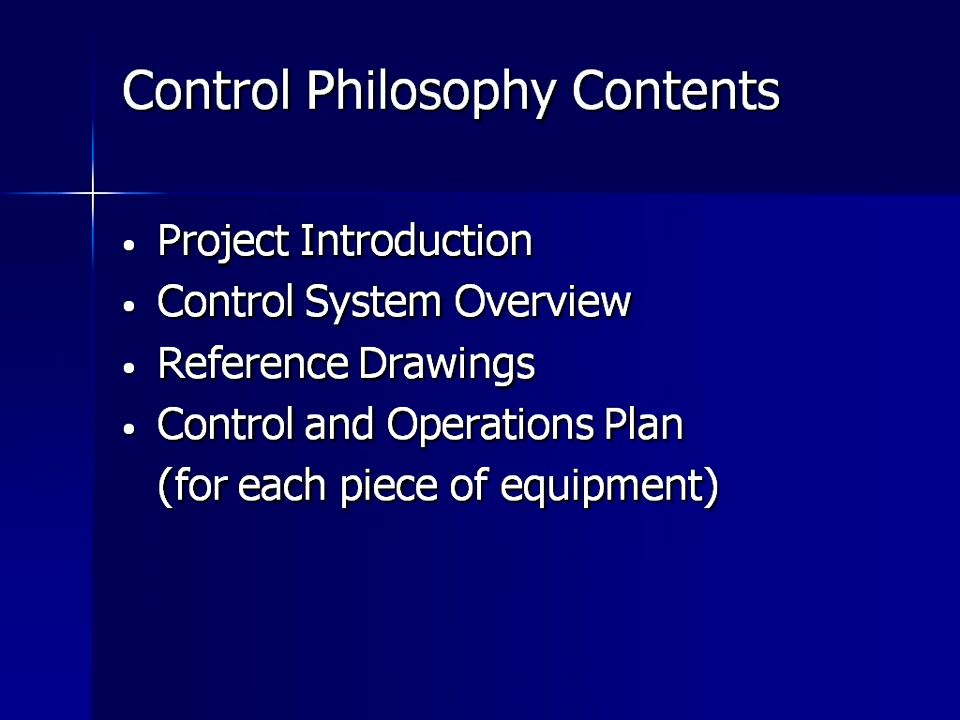 Control Philosophy Contents
• Project Introduction
• Control System Overview
• Reference Drawings
• Control and Operations Plan
(for each piece of equipment)